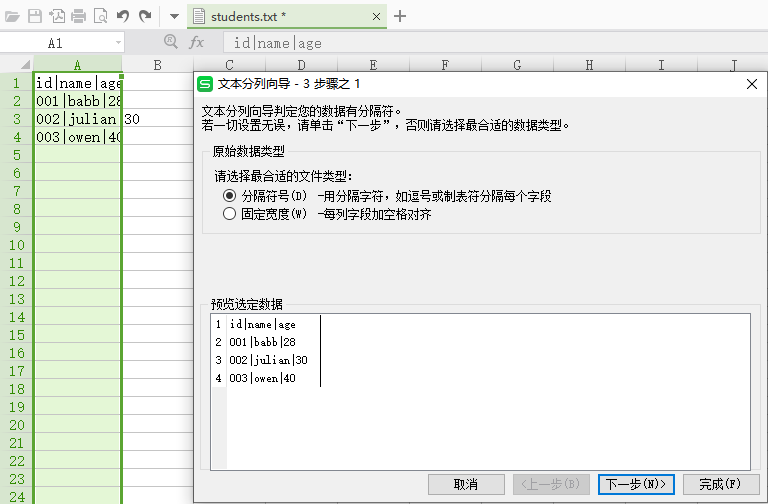 students.txt *
A1
fx
id|name|age
A B C D E F G H I J
1 id|name|age
2 001|babb|28
3 002|julian 30
4 003|owen|40
5
6
7
8
9
10
11
12
13
14
15
16
17
18
19
20
21
22
23
24
S 文本分列向导 - 3 步骤之 1
文本分列向导判定您的数据有分隔符。
若一切设置无误，请单击“下一步”，否则请选择最合适的数据类型。
原始数据类型
请选择最合适的文件类型:
分隔符号(D) -用分隔字符，如逗号或制表符分隔每个字段
固定宽度(W) -每列字段加空格对齐
预览选定数据
1 id|name|age
2 001|babb|28
3 002|julian|30
4 003|owen|40
取消 <上一步(B) 下一步(N)> 完成(F)